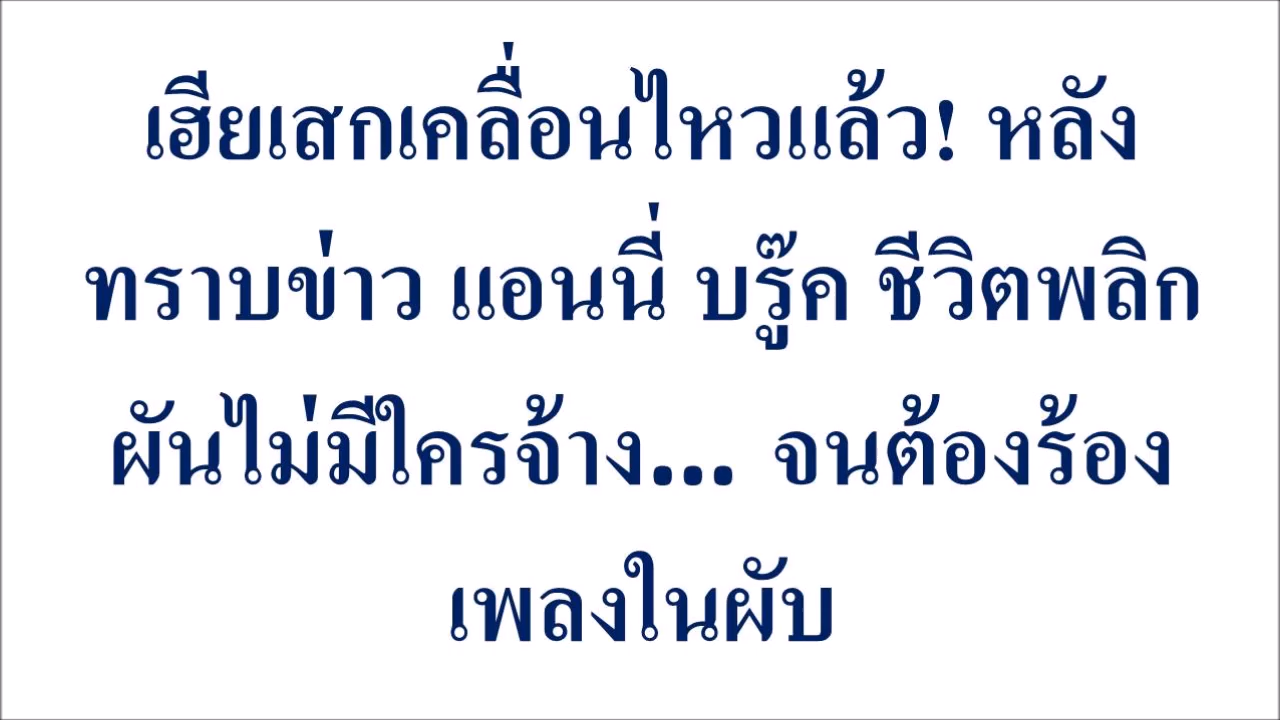 เฮียเสกเคลื่อนไหวแล้ว! หลัง
ทราบข่าว แอนนี่ บรู๊ค ชีวิตพลิก
ผันไม่มีใครจ้าง... จนต้องร้อง
เพลงในผับ